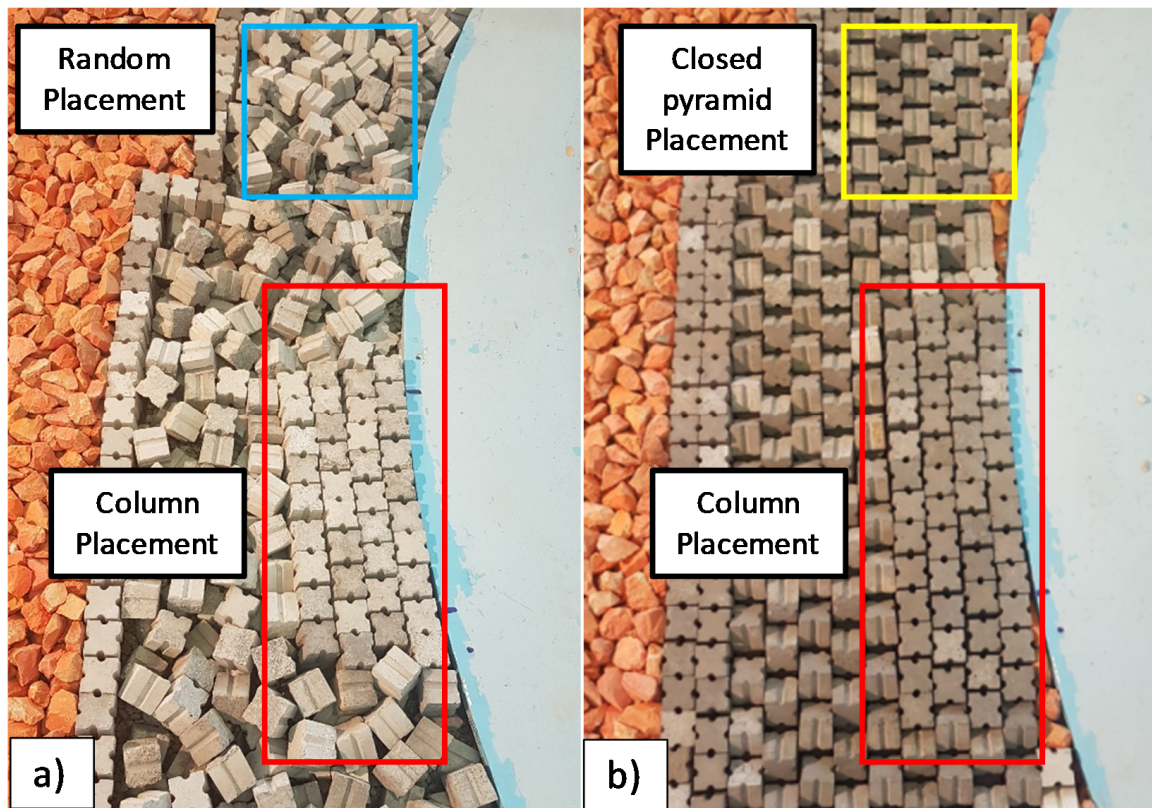 Random
Placement
Column
Placement
a)
Closed
pyramid
Placement
Column
Placement
b)